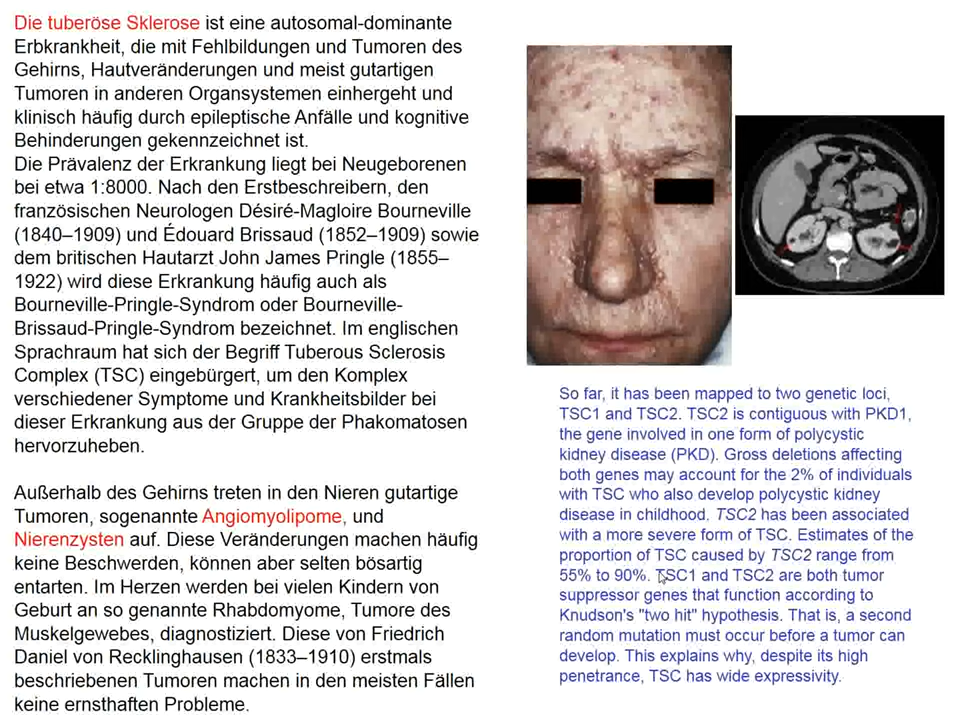 Die tuberöse Sklerose ist eine autosomal-dominante
Erbkrankheit, die mit Fehlbildungen und Tumoren des
Gehirns, Hautveränderungen und meist gutartigen
Tumoren in anderen Organsystemen einhergeht und
klinisch häufig durch epileptische Anfälle und kognitive
Behinderungen gekennzeichnet ist.
Die Prävalenz der Erkrankung liegt bei Neugeborenen
bei etwa 1:8000. Nach den Erstbeschreibern, den
französischen Neurologen Désiré-Magloire Bourneville
(1840–1909) und Édouard Brissaud (1852–1909) sowie
dem britischen Hautarzt John James Pringle (1855–
1922) wird diese Erkrankung häufig auch als
Bourneville-Pringle-Syndrom oder Bourneville-
Brissaud-Pringle-Syndrom bezeichnet. Im englischen
Sprachraum hat sich der Begriff Tuberous Sclerosis
Complex (TSC) eingebürgert, um den Komplex
verschiedener Symptome und Krankheitsbilder bei
dieser Erkrankung aus der Gruppe der Phakomatosen
hervorzuheben.
Außerhalb des Gehirns treten in den Nieren gutartige
Tumoren, sogenannte Angiomyolipome, und
Nierenzysten auf. Diese Veränderungen machen häufig
keine Beschwerden, können aber selten bösartig
entarten. Im Herzen werden bei vielen Kindern von
Geburt an so genannte Rhabdomyome, Tumore des
Muskelgewebes, diagnostiziert. Diese von Friedrich
Daniel von Recklinghausen (1833–1910) erstmals
beschriebenen Tumoren machen in den meisten Fällen
keine ernsthaften Probleme.
So far, it has been mapped to two genetic loci,
TSC1 and TSC2. TSC2 is contiguous with PKD1,
the gene involved in one form of polycystic
kidney disease (PKD). Gross deletions affecting
both genes may account for the 2% of individuals
with TSC who also develop polycystic kidney
disease in childhood. TSC2 has been associated
with a more severe form of TSC. Estimates of the
proportion of TSC caused by TSC2 range from
55% to 90%. TSC1 and TSC2 are both tumor
suppressor genes that function according to
Knudson's "two hit" hypothesis. That is, a second
random mutation must occur before a tumor can
develop. This explains why, despite its high
penetrance, TSC has wide expressivity.